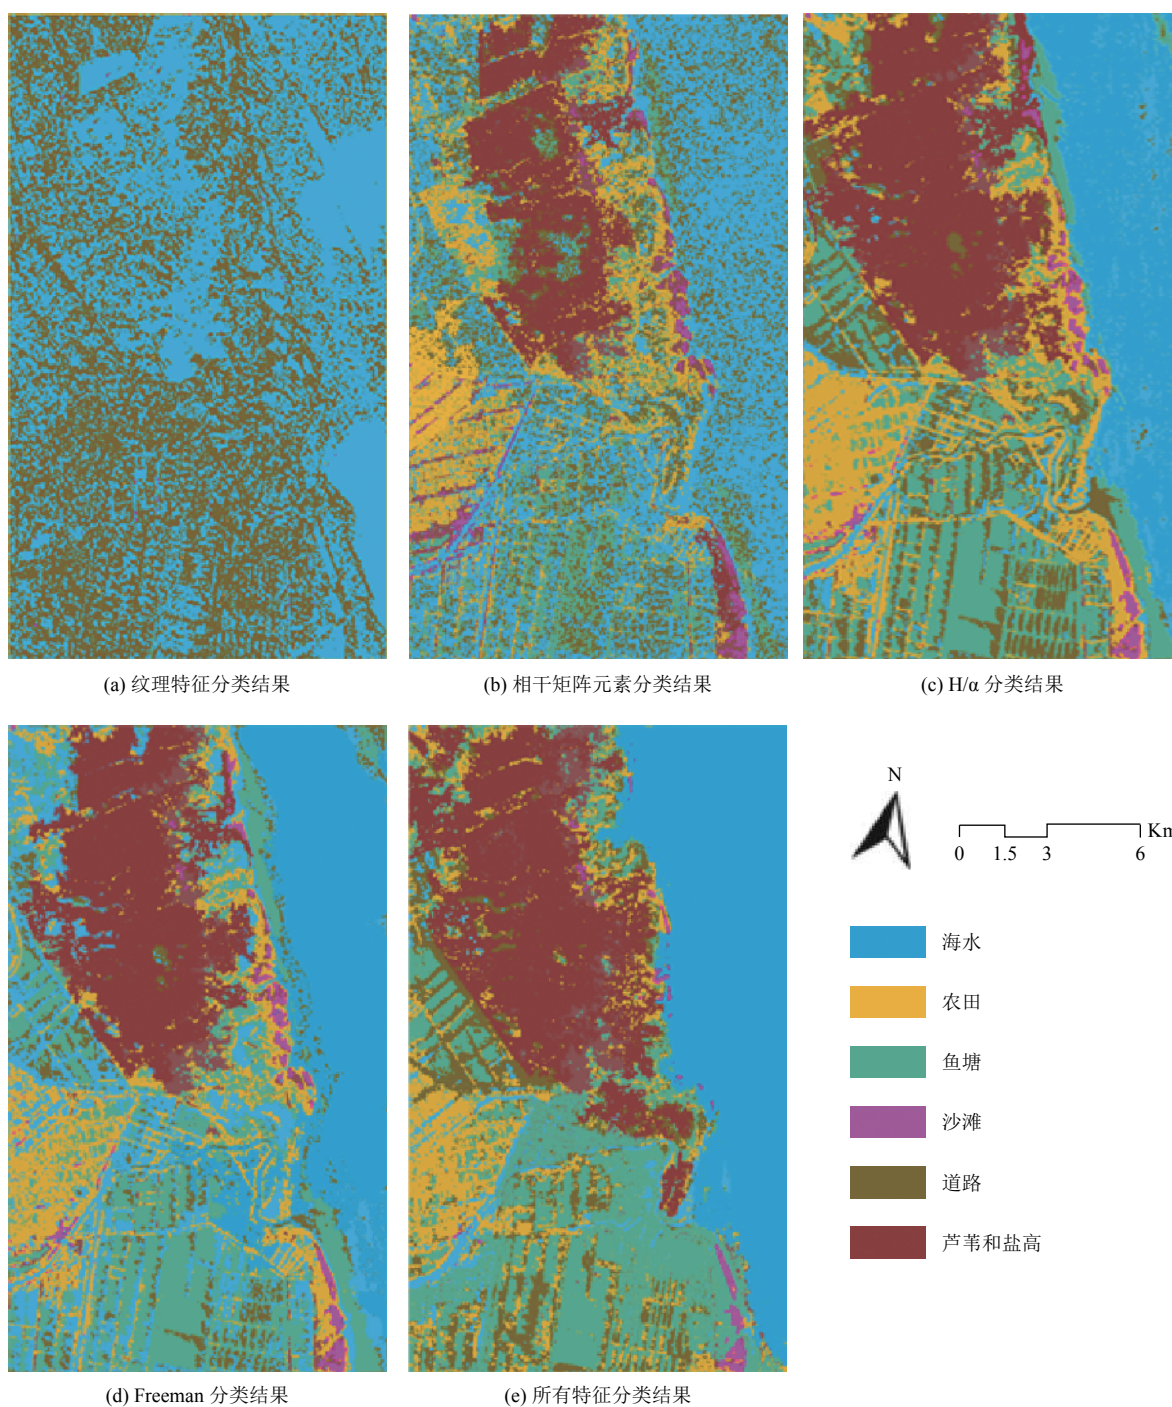 (a) 纹理特征分类结果
(b) 相干矩阵元素分类结果
(c) H/α 分类结果
(d) Freeman 分类结果
(e) 所有特征分类结果
N
Km
0 1.5 3 6
海水
农田
鱼塘
沙滩
道路
芦苇和盐高